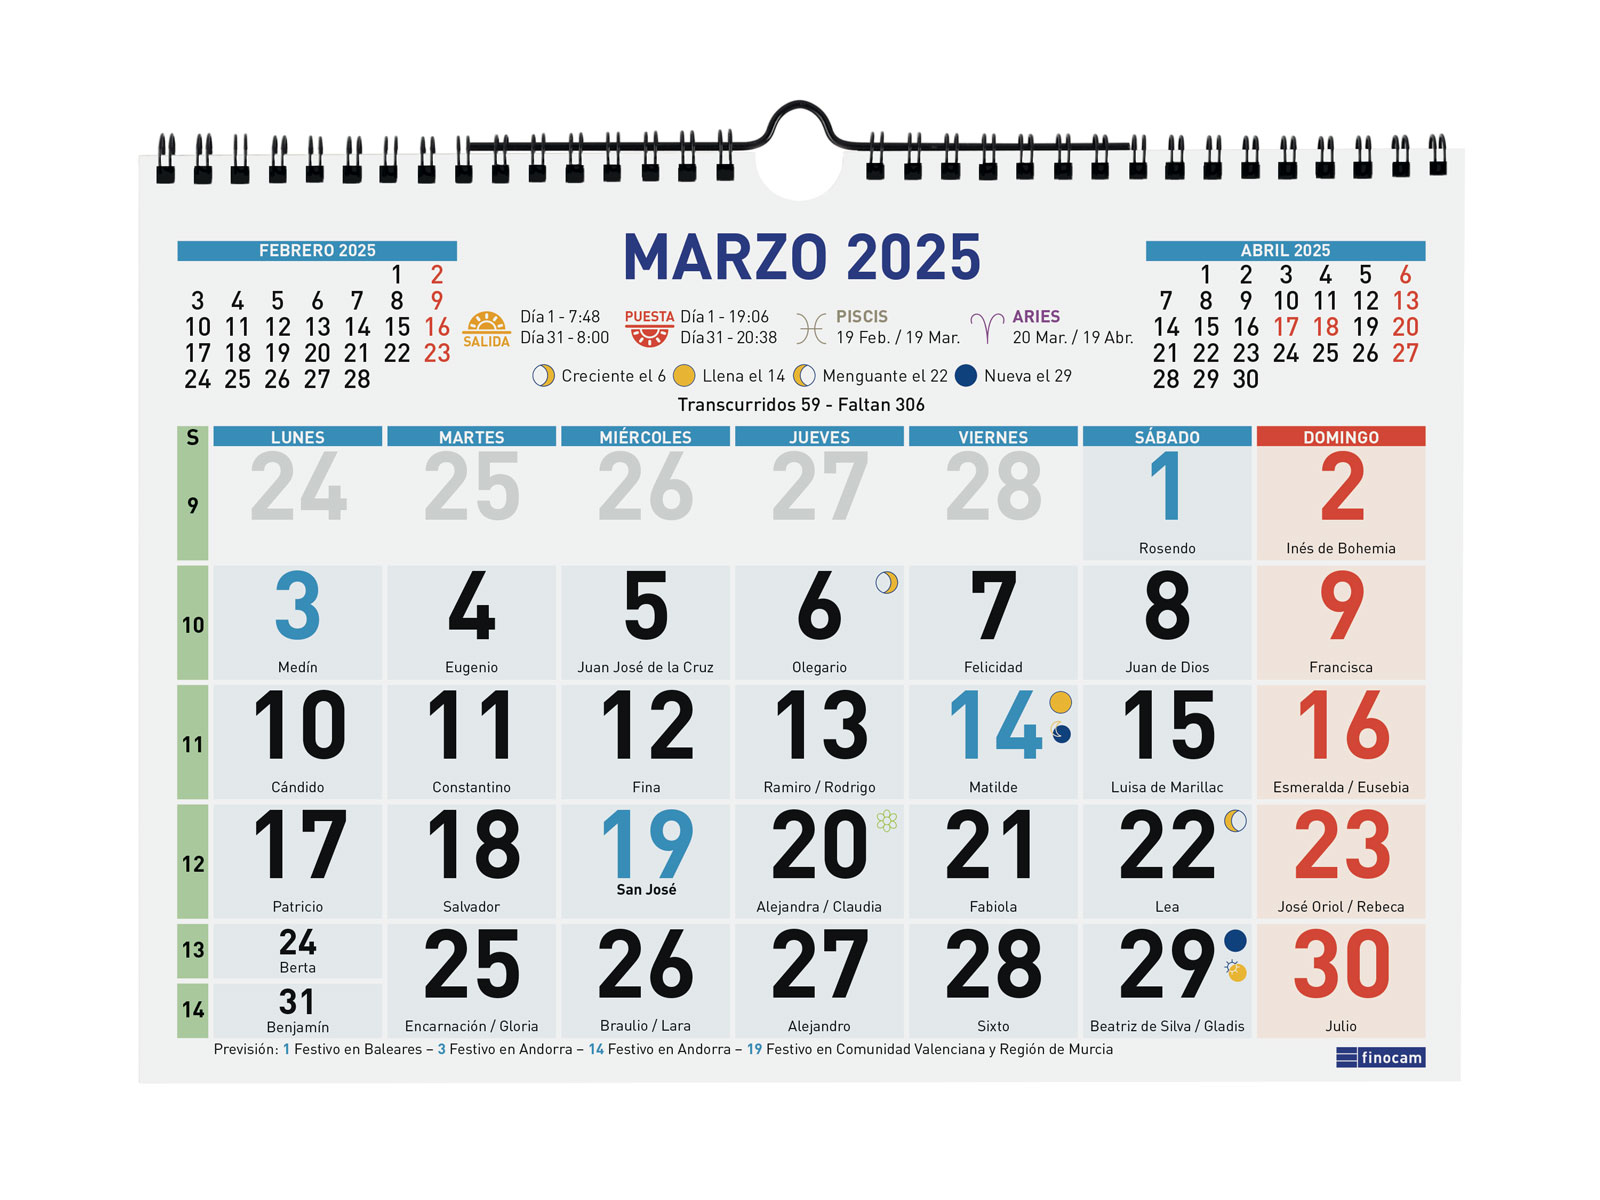 MARZO 2025
FEBRERO 2025
1 2
3 4 5 6 7 8 9
10 11 12 13 14 15 16
17 18 19 20 21 22 23
24 25 26 27 28
SALIDA
Día 1 - 7:48
Día 31 - 8:00
PUESTA
Día 1 - 19:06
Día 31 - 20:38
PISCIS
19 Feb. / 19 Mar.
ARIES
20 Mar. / 19 Abr.
Creciente el 6 Llena el 14 Menguante el 22 Nueva el 29
Transcurridos 59 - Faltan 306
ABRIL 2025
1 2 3 4 5 6
7 8 9 10 11 12 13
14 15 16 17 18 19 20
21 22 23 24 25 26 27
28 29 30
S LUNES MARTES MIÉRCOLES JUEVES VIERNES SÁBADO DOMINGO
9 24 25 26 27 28 1 2
Rosendo Inés de Bohemia
10 3 4 5 6 7 8 9
Medín Eugenio Juan José de la Cruz Olegario Felicidad Juan de Dios Francisca
11 10 11 12 13 14 15 16
Cándido Constantino Fina Ramiro / Rodrigo Matilde Luisa de Marillac Esmeralda / Eusebia
12 17 18 19 20 21 22 23
San José
Patricio Salvador Alejandra / Claudia Fabiola Lea José Oriol / Rebeca
13 24 25 26 27 28 29 30
Berta
14 31
Benjamín Encarnación / Gloria Braulio / Lara Alejandro Sixto Beatriz de Silva / Gladis Julio
Previsión: 1 Festivo en Baleares – 3 Festivo en Andorra – 14 Festivo en Andorra – 19 Festivo en Comunidad Valenciana y Región de Murcia
finocam